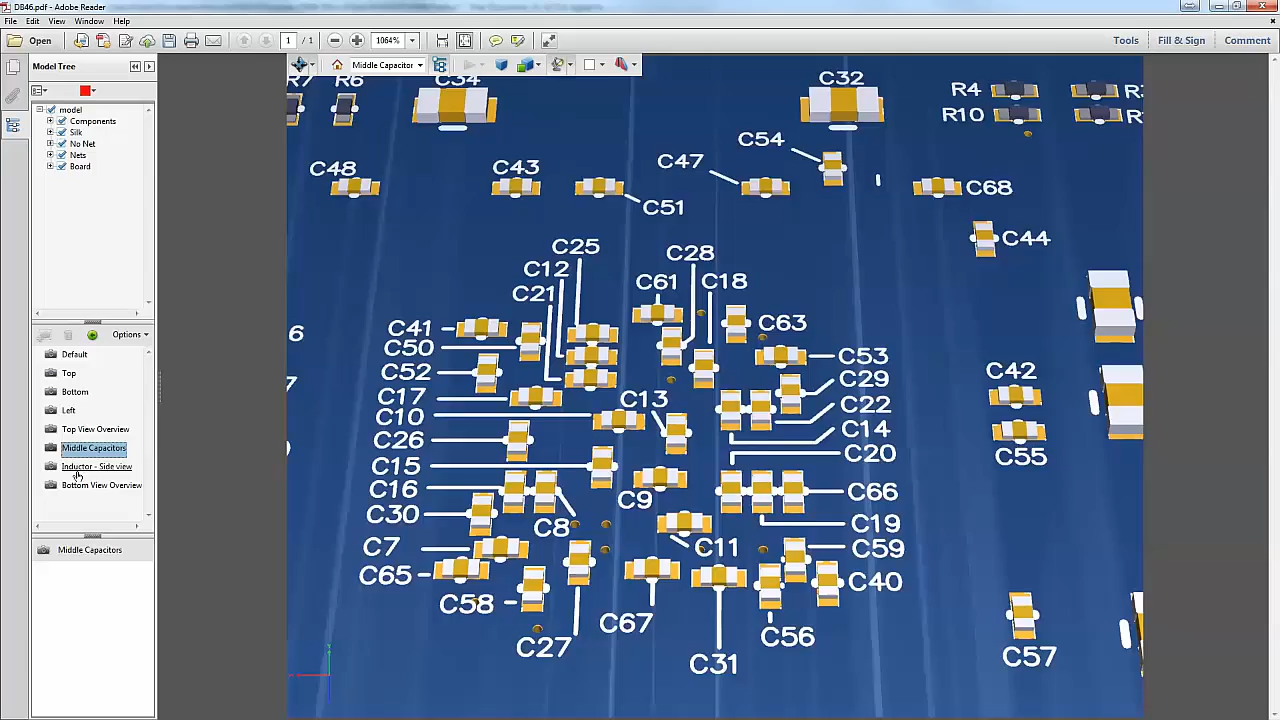 DB46.pdf - Adobe Reader
File Edit View Window Help
Open 1 / 1 1064% Tools Fill & Sign Comment
Model Tree
Middle Capacitor
model
Components
Silk
No Net
Nets
Board
Options
Default
Top
Bottom
Left
Top View Overview
Middle Capacitors
Inductor - Side view
Bottom View Overview
Middle Capacitors
R7 R6 C34 C32 R4
R10
C54
C48 C43 C47
C68
C51
C44
C25 C28
C12 C61 C18
C21
C41 C63
C50 C53
C52 C29 C42
C17 C13 C22
C10 C14
C26 C20 C55
C15
C16 C9 C66
C30 C8 C19
C7 C11 C59
C65 C40
C58
C67 C56
C27 C31 C57
6
7